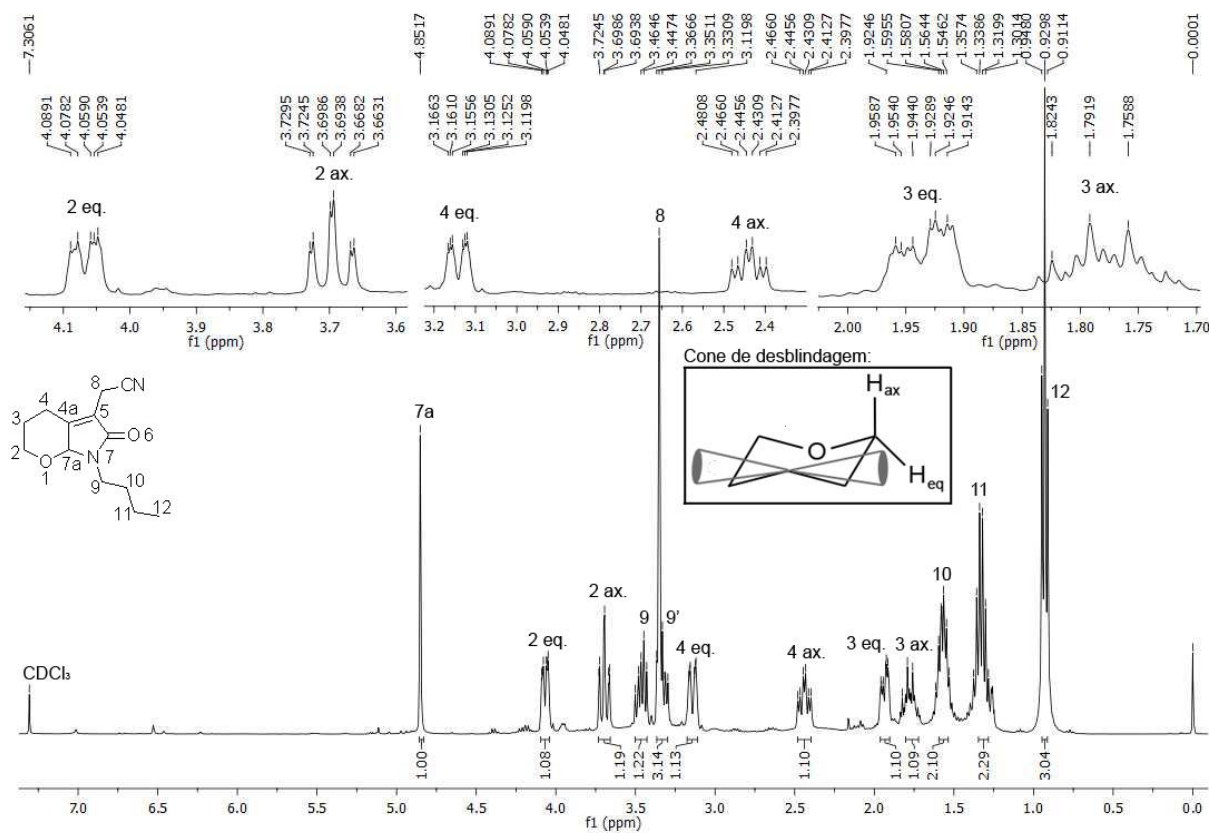 7.3061
4.8517
4.0891
4.0782
4.0590
4.0539
4.0481
3.7245
3.6986
3.6938
3.4646
3.4474
3.3666
3.3511
3.3309
3.1198
2.4660
2.4456
2.4309
2.4127
2.3977
1.9246
1.5955
1.5807
1.5644
1.5462
1.3574
1.3386
1.3199
1.3014
0.9480
0.9298
0.9114
0.0001
4.0891
4.0782
4.0590
4.0539
4.0481
3.7295
3.7245
3.6986
3.6938
3.6682
3.6631
3.1663
3.1610
3.1556
3.1305
3.1252
3.1198
2.4808
2.4660
2.4456
2.4309
2.4127
2.3977
1.9587
1.9540
1.9440
1.9289
1.9246
1.9143
1.8243
1.7919
1.7588
2 eq.
2 ax.
4 eq.
8
4 ax.
3 eq.
3 ax.
4.1 4.0 3.9 3.8 3.7 3.6
f1 (ppm)
3.2 3.1 3.0 2.9 2.8 2.7 2.6 2.5 2.4
f1 (ppm)
2.00 1.95 1.90 1.85 1.80 1.75 1.70
f1 (ppm)
Cone de desblindagem:
H ax
O
H eq
8 CN
4
3 4a 5
2 O 6
O 7a N 7
1
9 10
11 12
CDCl₃
7a
2 eq.
2 ax.
9 9'
4 eq.
4 ax.
3 eq.
3 ax.
10
11
12
1.00
1.08
1.19
1.22
3.14
1.13
1.10
1.10
1.09
2.10
2.29
3.04
7.0 6.5 6.0 5.5 5.0 4.5 4.0 3.5 3.0 2.5 2.0 1.5 1.0 0.5 0.0
f1 (ppm)